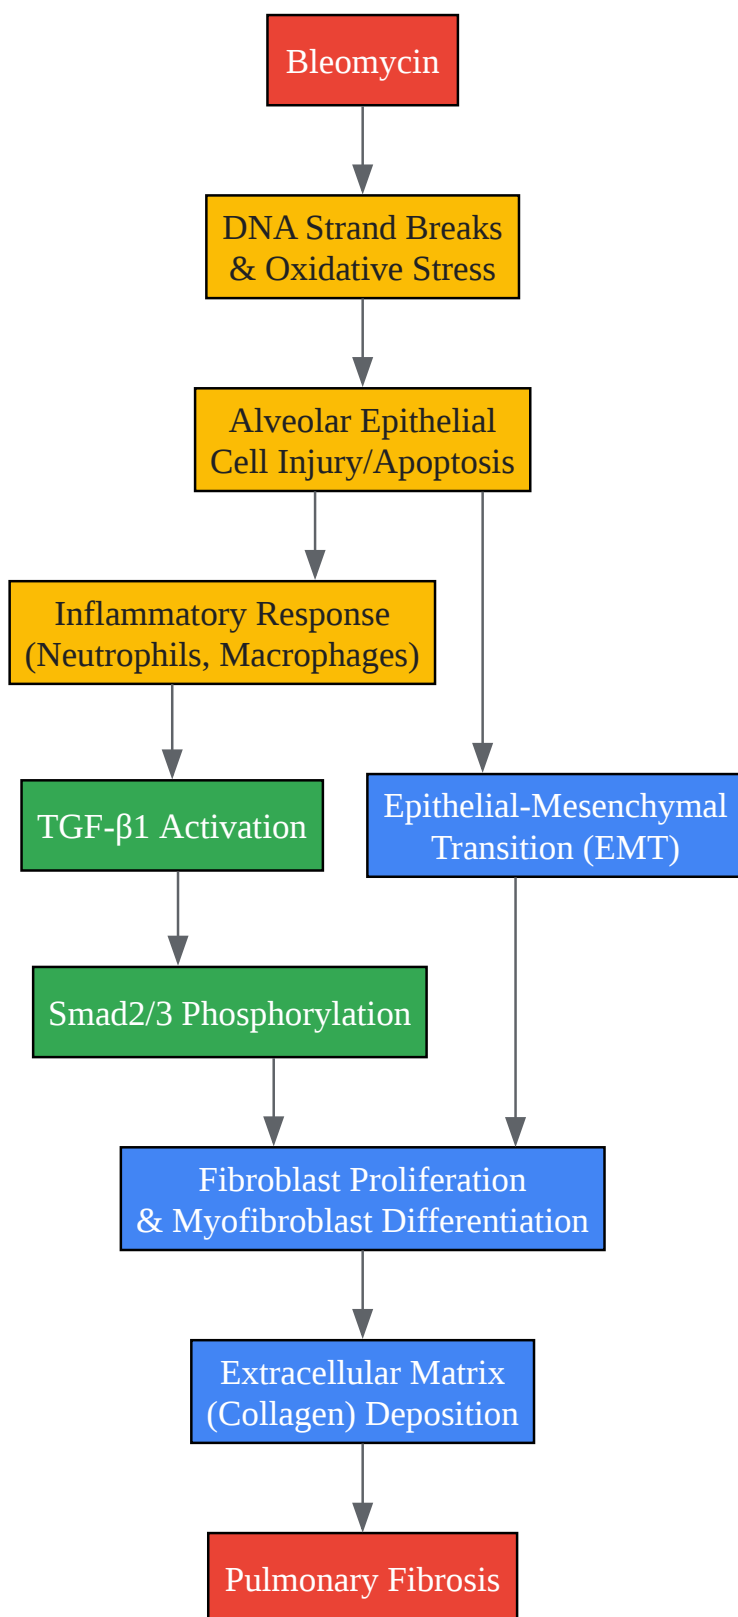 Bleomycin
DNA Strand Breaks
& Oxidative Stress
Alveolar Epithelial
Cell Injury/Apoptosis
Inflammatory Response
(Neutrophils, Macrophages)
TGF-β1 Activation
Epithelial-Mesenchymal
Transition (EMT)
Smad2/3 Phosphorylation
Fibroblast Proliferation
& Myofibroblast Differentiation
Extracellular Matrix
(Collagen) Deposition
Pulmonary Fibrosis